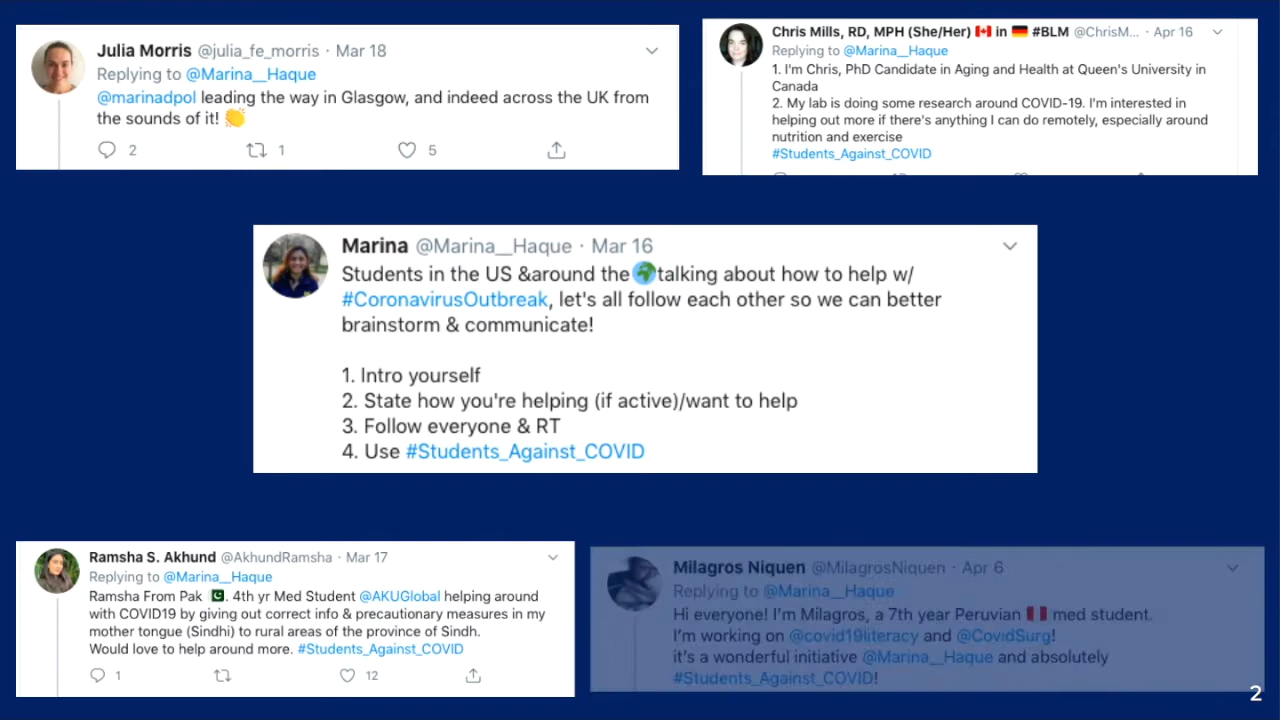 Julia Morris @julia_fe_morris · Mar 18
Replying to @Marina__Haque
@marinadpol leading the way in Glasgow, and indeed across the UK from
the sounds of it! 👏
2 1 5
Chris Mills, RD, MPH (She/Her) 🇨🇦 in 🇩🇪 #BLM @ChrisM... · Apr 16
Replying to @Marina__Haque
1. I'm Chris, PhD Candidate in Aging and Health at Queen's University in
Canada
2. My lab is doing some research around COVID-19. I'm interested in
helping out more if there's anything I can do remotely, especially around
nutrition and exercise
#Students_Against_COVID
Marina @Marina__Haque · Mar 16
Students in the US &around the🌍talking about how to help w/
#CoronavirusOutbreak, let's all follow each other so we can better
brainstorm & communicate!
1. Intro yourself
2. State how you're helping (if active)/want to help
3. Follow everyone & RT
4. Use #Students_Against_COVID
Ramsha S. Akhund @AkhundRamsha · Mar 17
Replying to @Marina__Haque
Ramsha From Pak 🇵🇰. 4th yr Med Student @AKUGlobal helping around
with COVID19 by giving out correct info & precautionary measures in my
mother tongue (Sindhi) to rural areas of the province of Sindh.
Would love to help around more. #Students_Against_COVID
1 12
Milagros Niquen @MilagrosNiquen · Apr 6
Replying to @Marina__Haque
Hi everyone! I'm Milagros, a 7th year Peruvian 🇵🇪 med student.
I'm working on @covid19literacy and @CovidSurg!
it's a wonderful initiative @Marina__Haque and absolutely
#Students_Against_COVID!
2